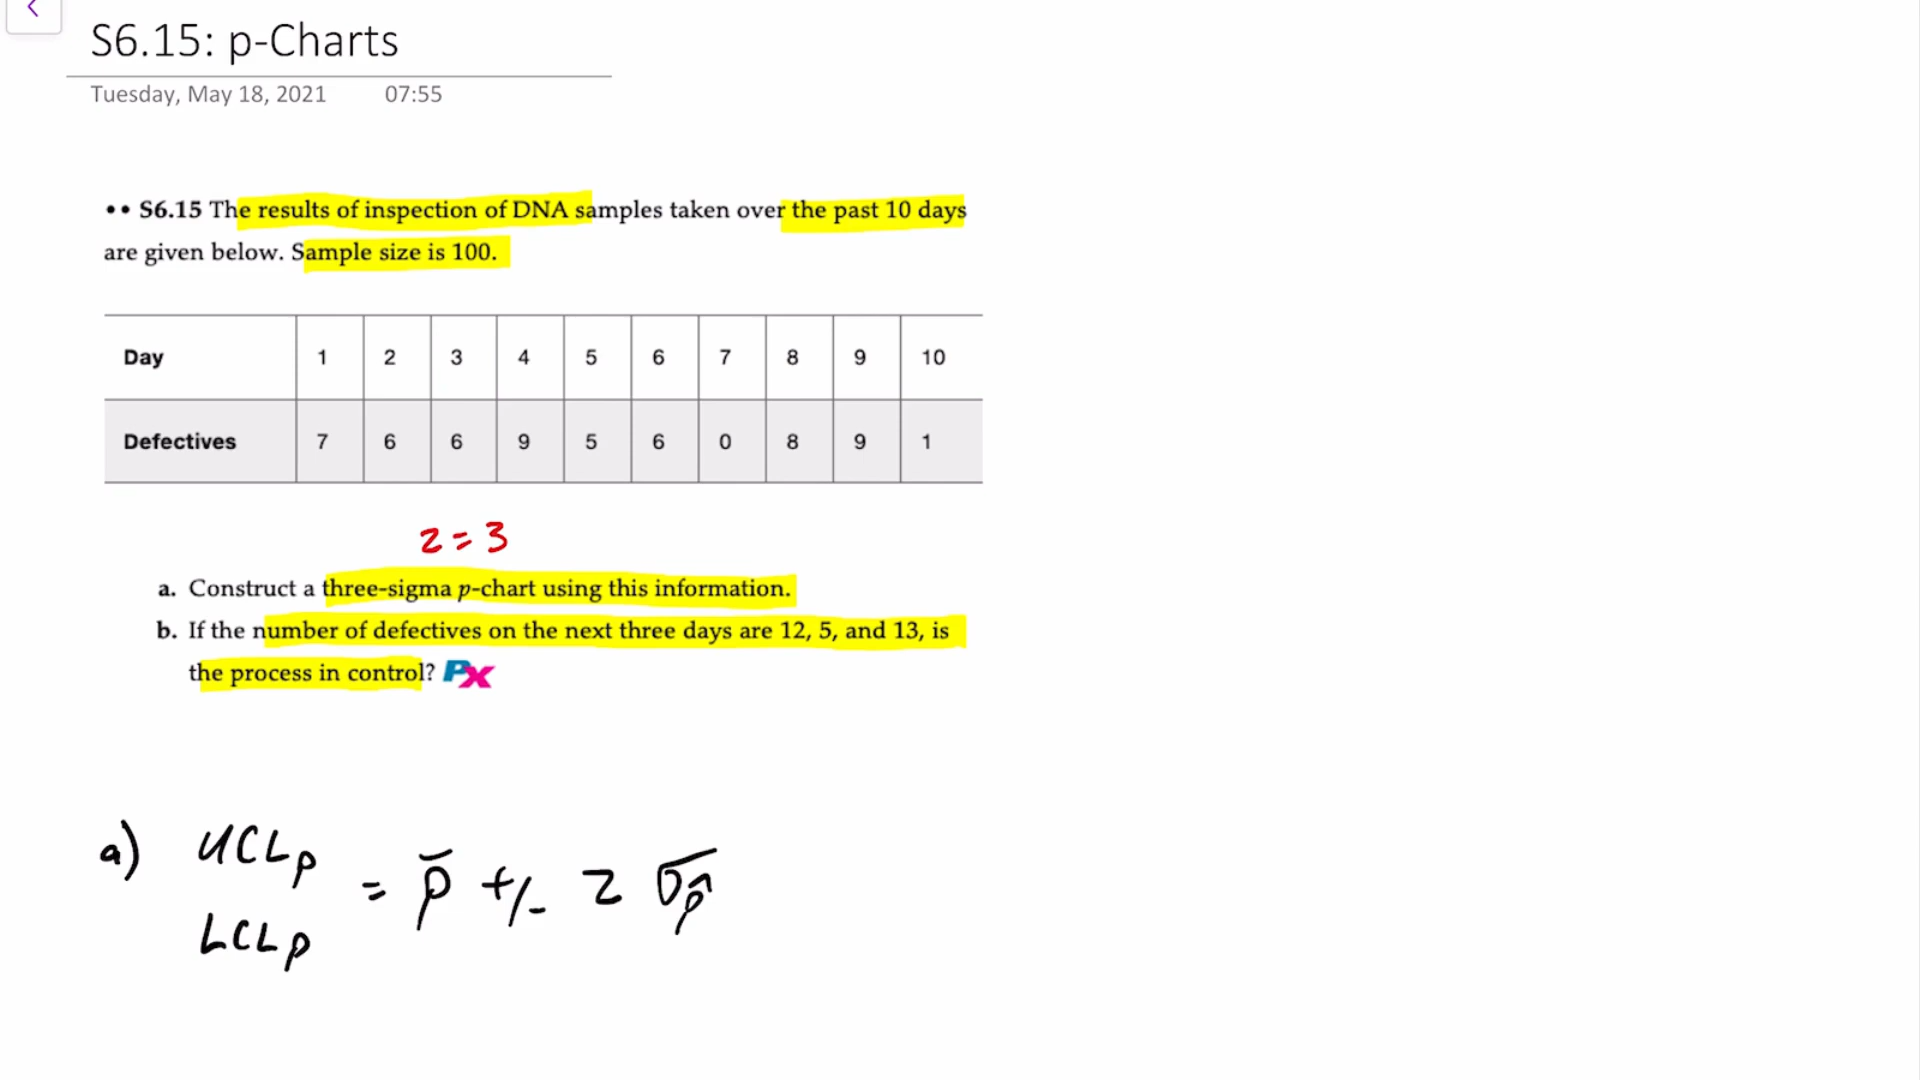 S6.15: p-Charts
Tuesday, May 18, 2021 07:55
•• S6.15 The results of inspection of DNA samples taken over the past 10 days
are given below. Sample size is 100.
Day 1 2 3 4 5 6 7 8 9 10
Defectives 7 6 6 9 5 6 0 8 9 1
z = 3
a. Construct a three-sigma p-chart using this information.
b. If the number of defectives on the next three days are 12, 5, and 13, is
the process in control? PX
a) UCLp
= p̄ +/- z σp̂
LCLp